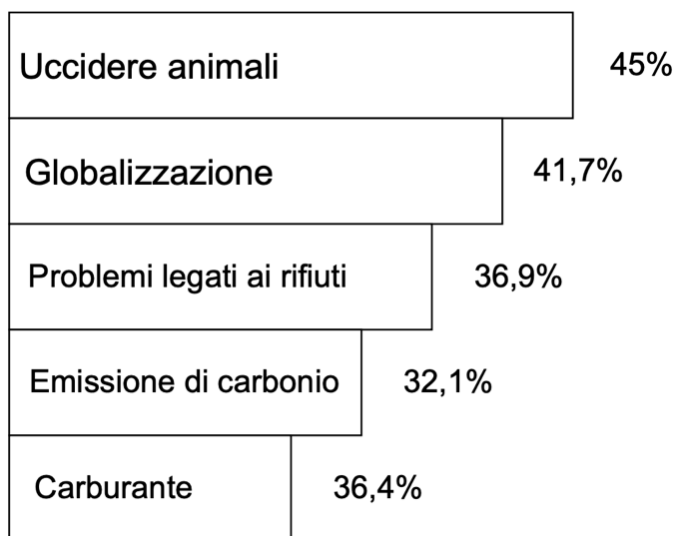 Uccidere animali 45%
Globalizzazione 41,7%
Problemi legati ai rifiuti 36,9%
Emissione di carbonio 32,1%
Carburante 36,4%